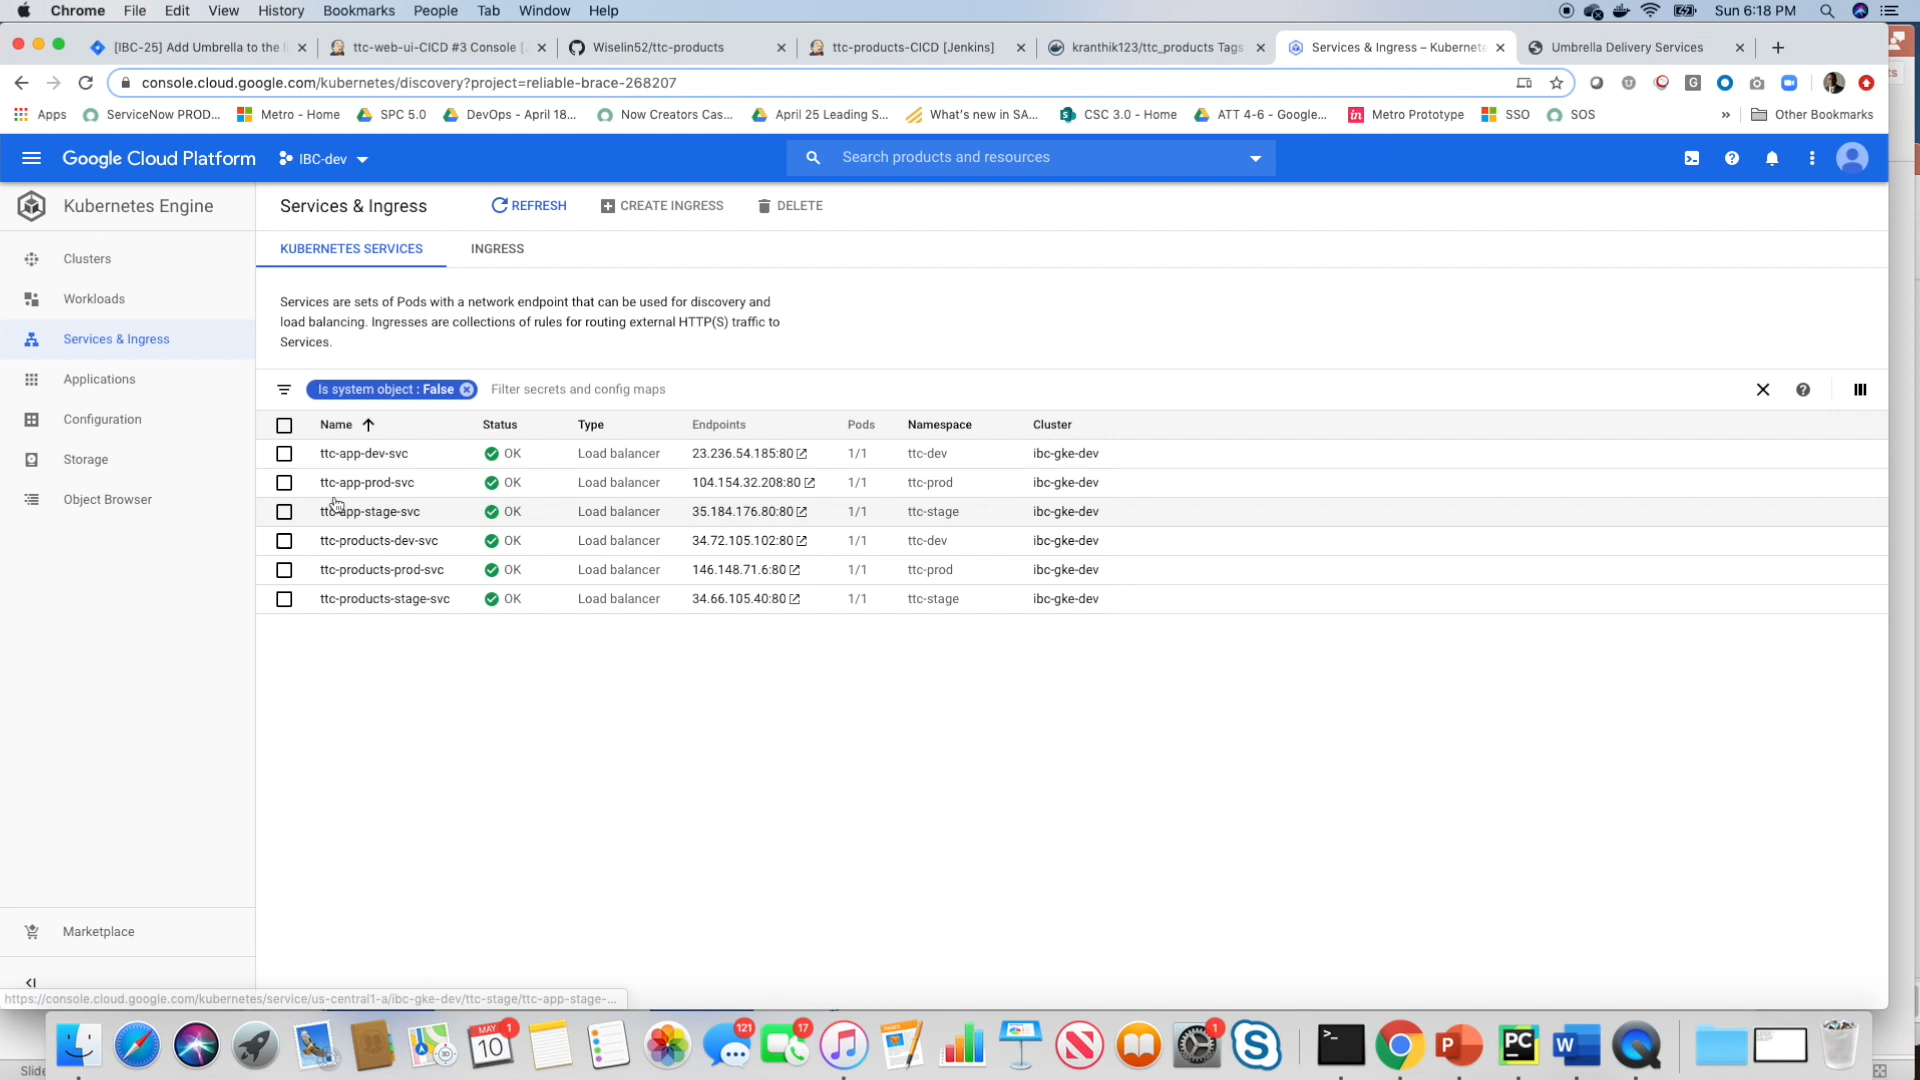 Chrome File Edit View History Bookmarks People Tab Window Help Sun 6:18 PM
[IBC-25] Add Umbrella to the li ttc-web-ui-CICD #3 Console [ Wiselin52/ttc-products ttc-products-CICD [Jenkins] kranthik123/ttc_products Tags Services & Ingress – Kubernete Umbrella Delivery Services
console.cloud.google.com/kubernetes/discovery?project=reliable-brace-268207
Apps ServiceNow PROD... Metro - Home SPC 5.0 DevOps - April 18... Now Creators Cas... April 25 Leading S... What's new in SA... CSC 3.0 - Home ATT 4-6 - Google... Metro Prototype SSO SOS » Other Bookmarks
Google Cloud Platform IBC-dev Search products and resources
Kubernetes Engine Services & Ingress REFRESH CREATE INGRESS DELETE
KUBERNETES SERVICES INGRESS
Clusters
Workloads
Services & Ingress
Applications
Configuration
Storage
Object Browser
Marketplace
Services are sets of Pods with a network endpoint that can be used for discovery and
load balancing. Ingresses are collections of rules for routing external HTTP(S) traffic to
Services.
Is system object : False Filter secrets and config maps
Name Status Type Endpoints Pods Namespace Cluster
ttc-app-dev-svc OK Load balancer 23.236.54.185:80 1/1 ttc-dev ibc-gke-dev
ttc-app-prod-svc OK Load balancer 104.154.32.208:80 1/1 ttc-prod ibc-gke-dev
ttc-app-stage-svc OK Load balancer 35.184.176.80:80 1/1 ttc-stage ibc-gke-dev
ttc-products-dev-svc OK Load balancer 34.72.105.102:80 1/1 ttc-dev ibc-gke-dev
ttc-products-prod-svc OK Load balancer 146.148.71.6:80 1/1 ttc-prod ibc-gke-dev
ttc-products-stage-svc OK Load balancer 34.66.105.40:80 1/1 ttc-stage ibc-gke-dev
https://console.cloud.google.com/kubernetes/service/us-central1-a/ibc-gke-dev/ttc-stage/ttc-app-stage-...
MAY 10 1 121 17 1 PC W P
Slide